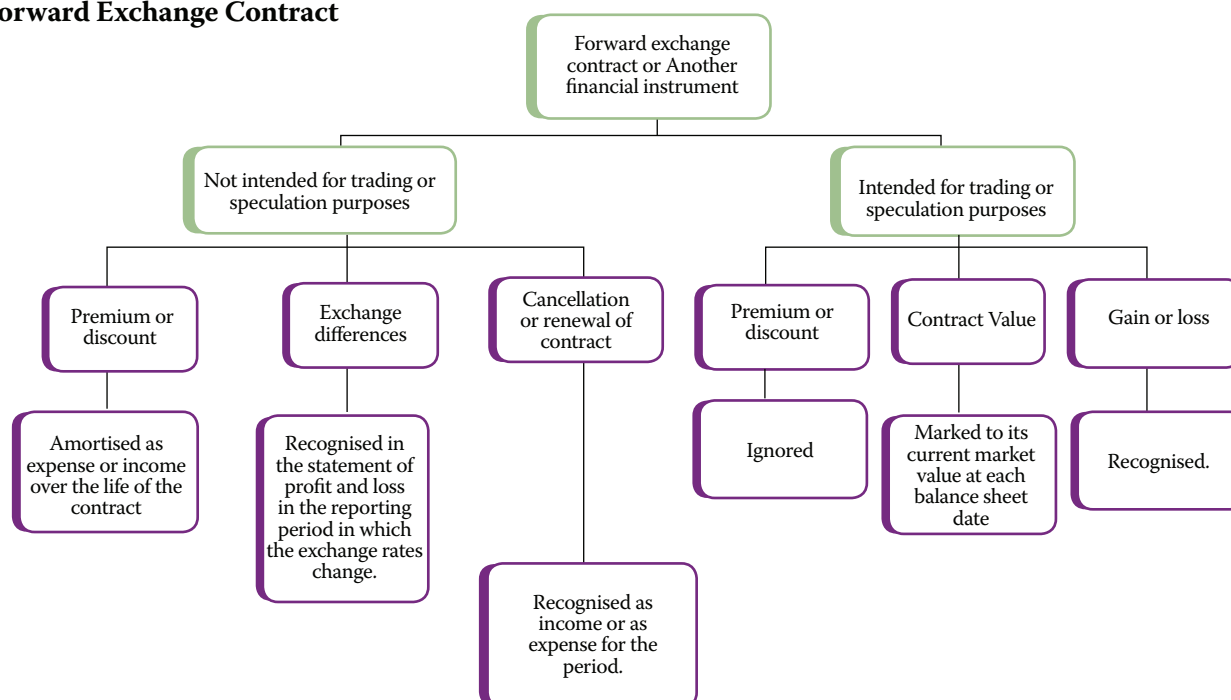 orward Exchange Contract
Forward exchange
contract or Another
financial instrument
Not intended for trading or
speculation purposes
Intended for trading or
speculation purposes
Premium or
discount
Exchange
differences
Cancellation
or renewal of
contract
Premium or
discount
Contract Value
Gain or loss
Amortised as
expense or income
over the life of the
contract
Recognised in
the statement of
profit and loss
in the reporting
period in which
the exchange rates
change.
Recognised as
income or as
expense for the
period.
Ignored
Marked to its
current market
value at each
balance sheet
date
Recognised.